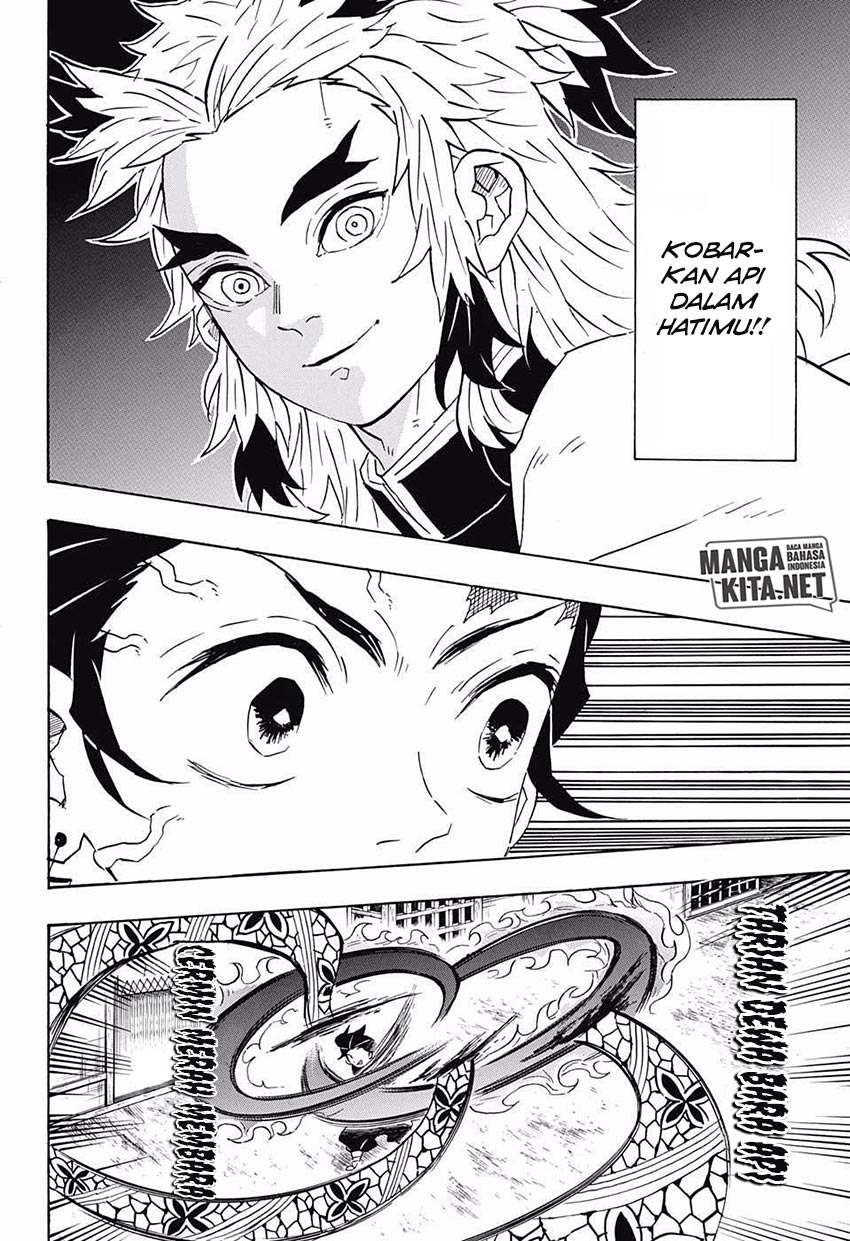 KOBAR-
KAN API
DALAM
HATIMU!!
MANGA
KITA.NET
BACA MANGA
BAHASA
INDONESIA
TARIAN DEWA BARA API
CERMIN MERAH MEMBARA